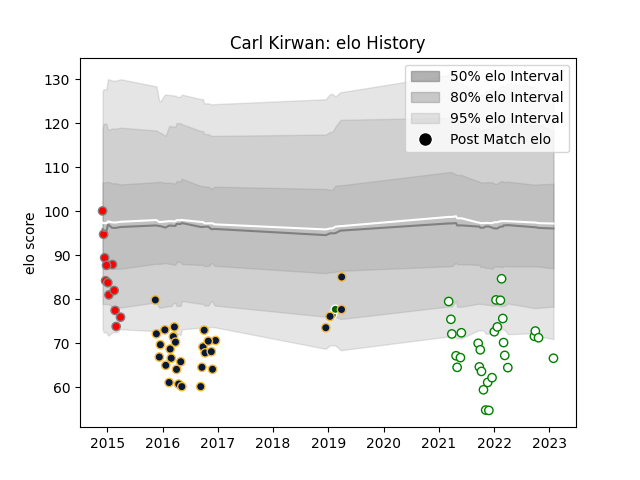 Carl Kirwan: elo History
50% elo Interval
80% elo Interval
95% elo Interval
Post Match elo
elo score
130
120
110
100
90
80
70
60
2015
2016
2017
2018
2019
2020
2021
2022
2023